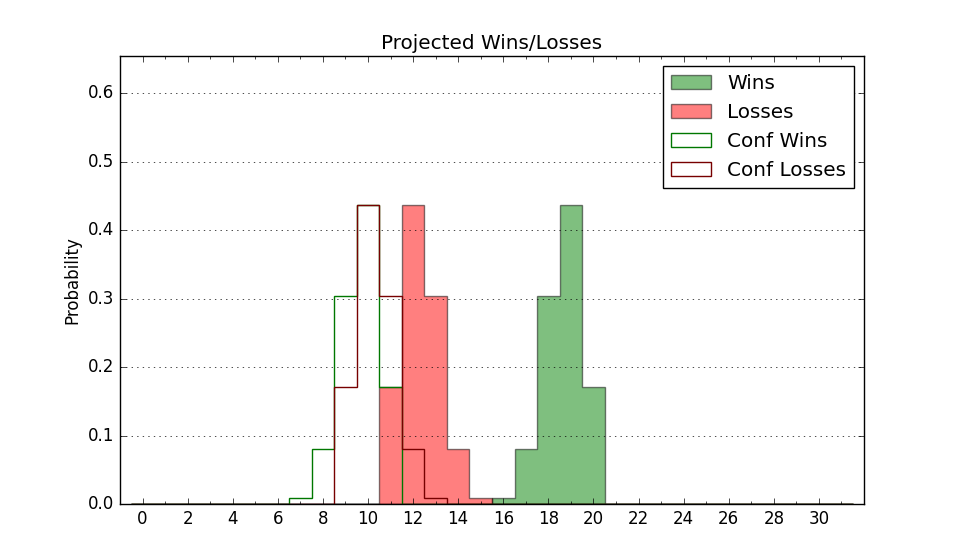 Projected Wins/Losses
Wins
Losses
Conf Wins
Conf Losses
Probability
0.6
0.5
0.4
0.3
0.2
0.1
0.0
0 2 4 6 8 10 12 14 16 18 20 22 24 26 28 30